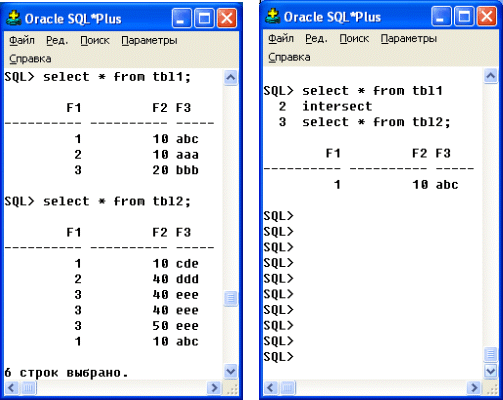 Oracle SQL*Plus
Файл Ред. Поиск Параметры
Справка
SQL> select * from tbl1;
F1 F2 F3
---------- ---------- -----
1 10 abc
2 10 aaa
3 20 bbb
SQL> select * from tbl2;
F1 F2 F3
---------- ---------- -----
1 10 cde
2 40 ddd
3 40 eee
3 40 eee
3 50 eee
1 10 abc
6 строк выбрано.
Oracle SQL*Plus
Файл Ред. Поиск Параметры
Справка
SQL> select * from tbl1
2 intersect
3 select * from tbl2;
F1 F2 F3
---------- ---------- -----
1 10 abc
SQL>
SQL>
SQL>
SQL>
SQL>
SQL>
SQL>
SQL>
SQL>
SQL>